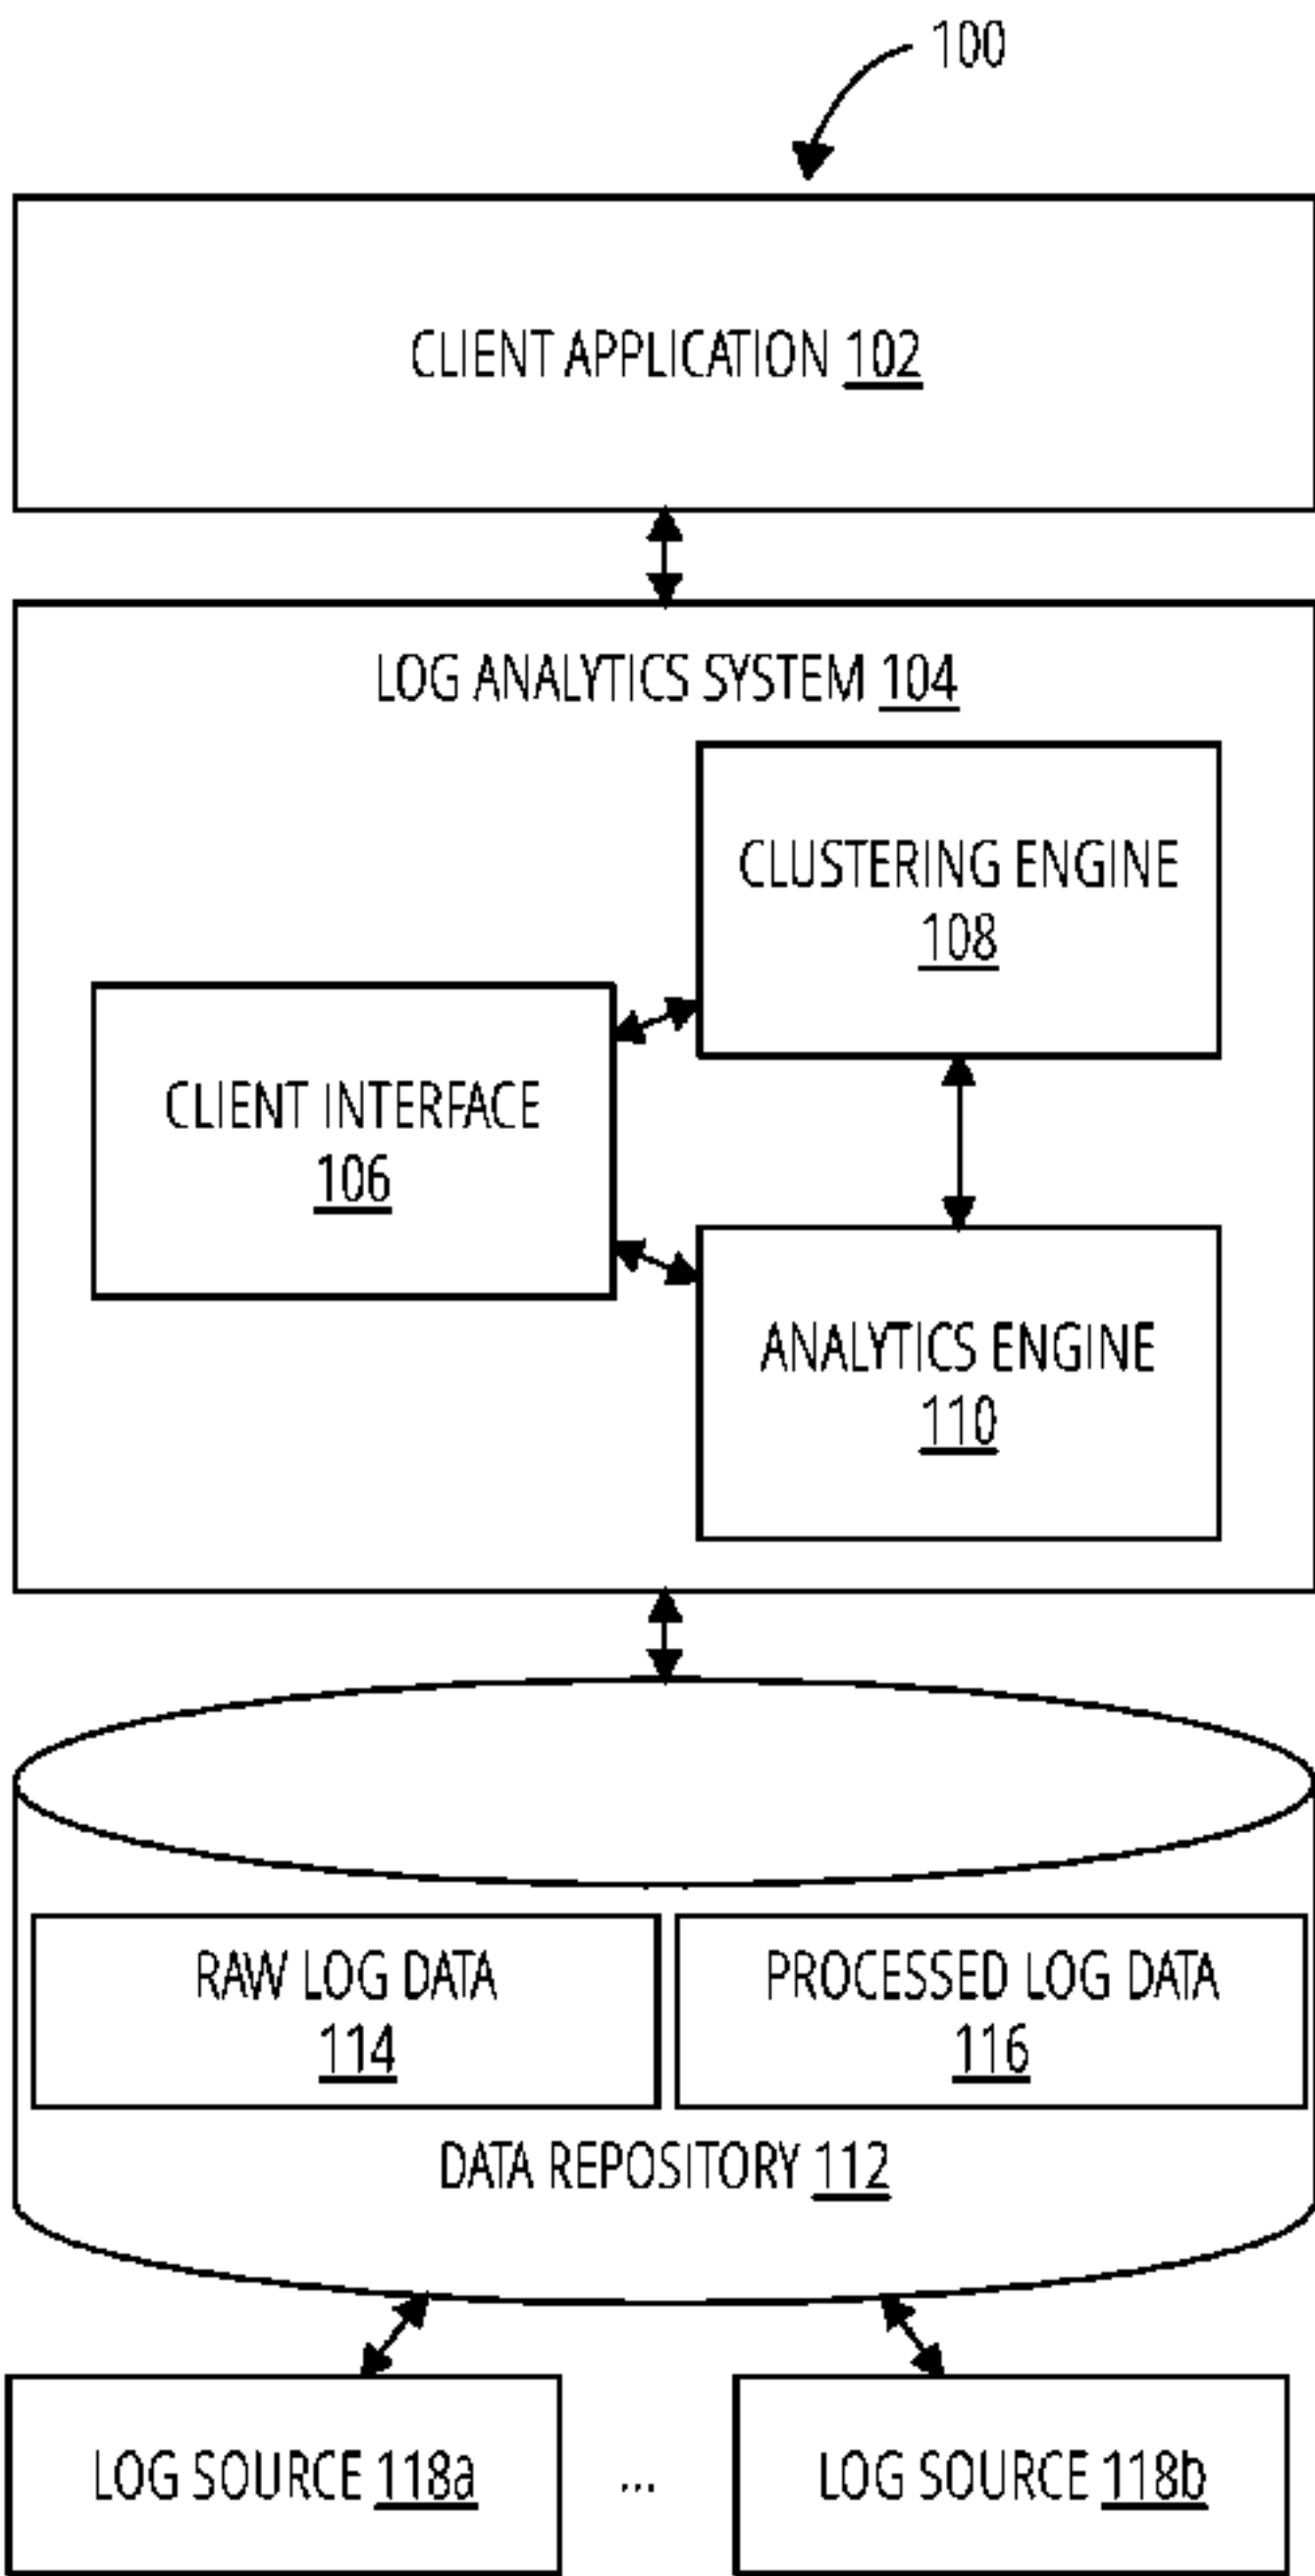 100
CLIENT APPLICATION 102
LOG ANALYTICS SYSTEM 104
CLUSTERING ENGINE
108
CLIENT INTERFACE
106
ANALYTICS ENGINE
110
RAW LOG DATA
114
PROCESSED LOG DATA
116
DATA REPOSITORY 112
LOG SOURCE 118a
...
LOG SOURCE 118b